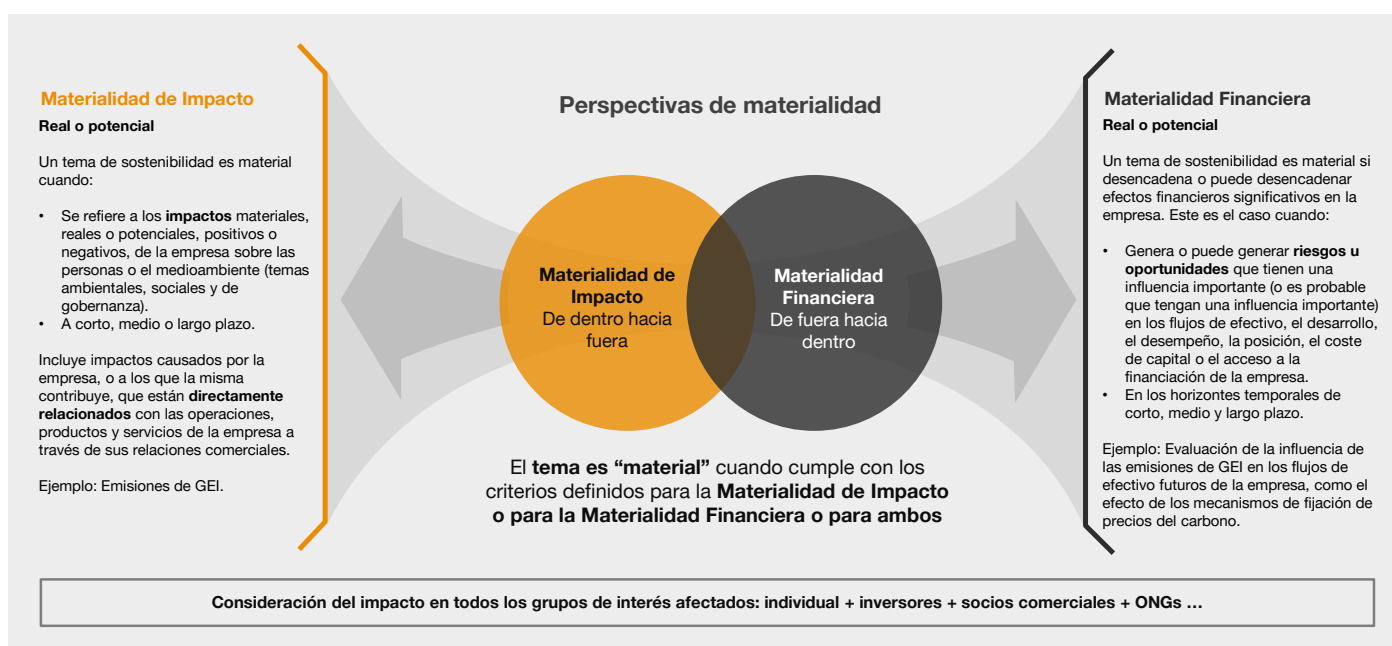 Perspectivas de materialidad
Materialidad de Impacto
Real o potencial
Un tema de sostenibilidad es material
cuando:
• Se refiere a los impactos materiales,
reales o potenciales, positivos o
negativos, de la empresa sobre las
personas o el medioambiente (temas
ambientales, sociales y de
gobernanza).
• A corto, medio o largo plazo.
Incluye impactos causados por la
empresa, o a los que la misma
contribuye, que están directamente
relacionados con las operaciones,
productos y servicios de la empresa a
través de sus relaciones comerciales.
Ejemplo: Emisiones de GEI.
Materialidad de
Impacto
De dentro hacia
fuera
Materialidad
Financiera
De fuera hacia
dentro
El tema es “material” cuando cumple con los
criterios definidos para la Materialidad de Impacto
o para la Materialidad Financiera o para ambos
Materialidad Financiera
Real o potencial
Un tema de sostenibilidad es material si
desencadena o puede desencadenar
efectos financieros significativos en la
empresa. Este es el caso cuando:
• Genera o puede generar riesgos u
oportunidades que tienen una
influencia importante (o es probable
que tengan una influencia importante)
en los flujos de efectivo, el desarrollo,
el desempeño, la posición, el coste
de capital o el acceso a la
financiación de la empresa.
• En los horizontes temporales de
corto, medio y largo plazo.
Ejemplo: Evaluación de la influencia de
las emisiones de GEI en los flujos de
efectivo futuros de la empresa, como el
efecto de los mecanismos de fijación de
precios del carbono.
Consideración del impacto en todos los grupos de interés afectados: individual + inversores + socios comerciales + ONGs …